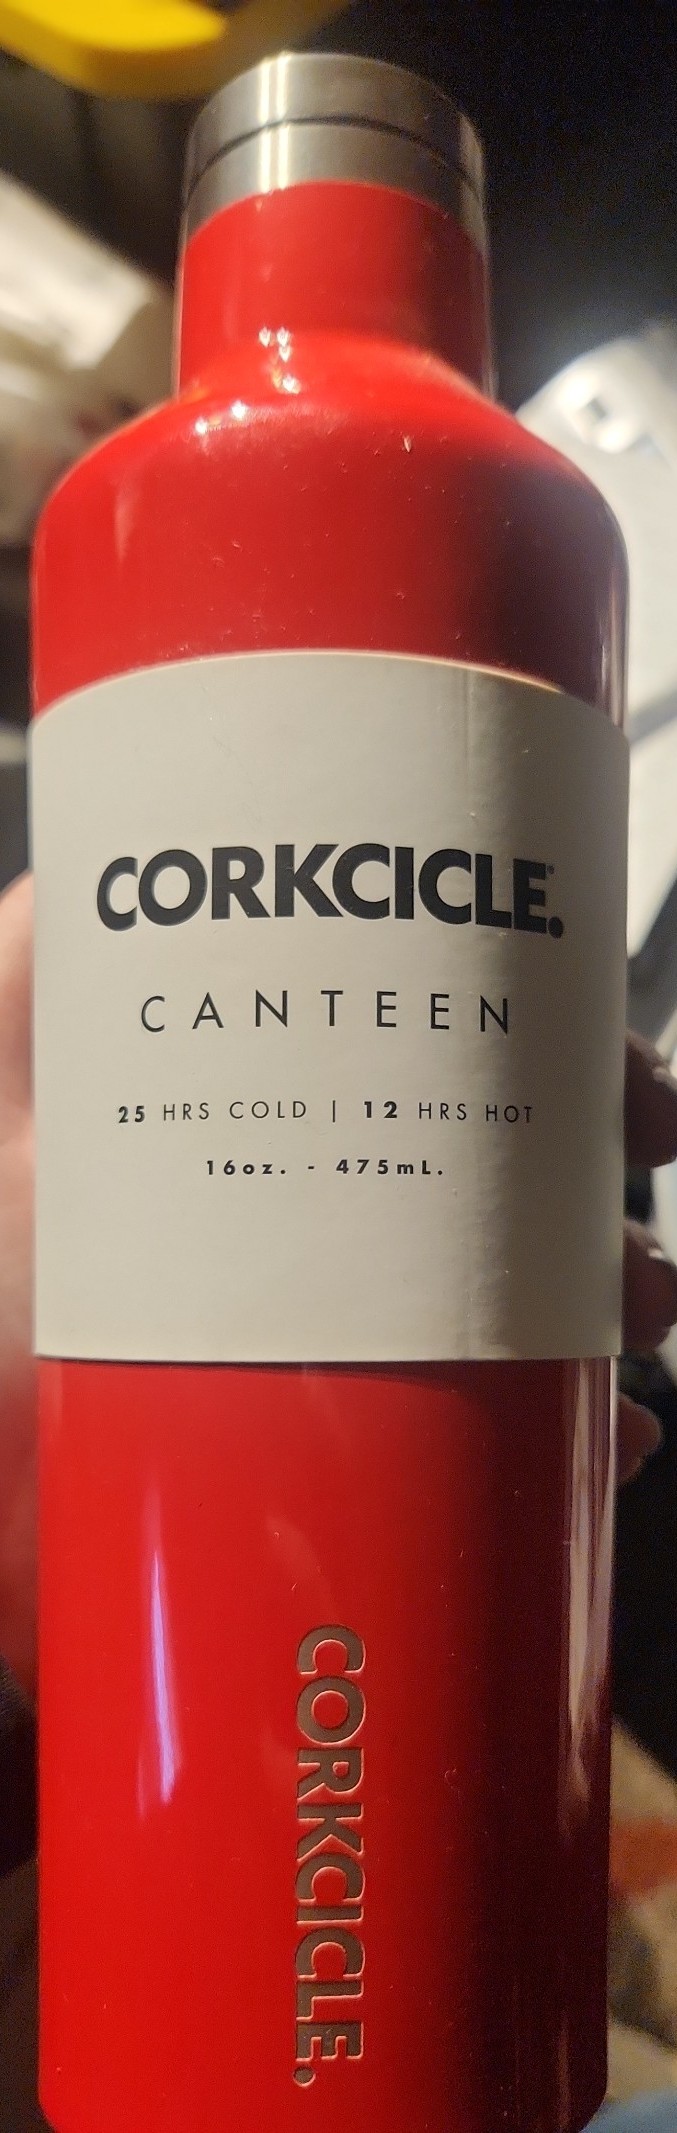 CORKCICLE.
CANTEEN
25 HRS COLD | 12 HRS HOT
16oz. - 475mL.
CORKCICLE.